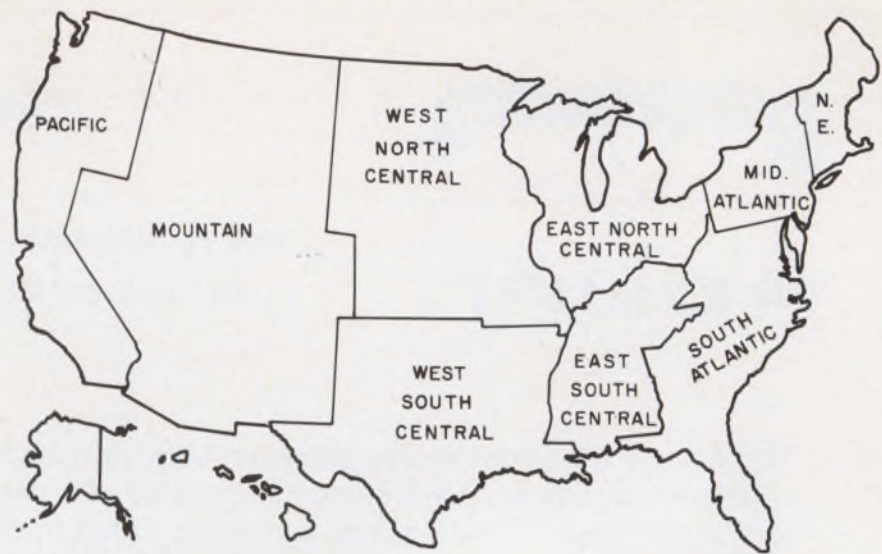 PACIFIC
MOUNTAIN
WEST
NORTH
CENTRAL
EAST NORTH
CENTRAL
MID.
ATLANTIC
N.
E.
WEST
SOUTH
CENTRAL
EAST
SOUTH
CENTRAL
SOUTH
ATLANTIC